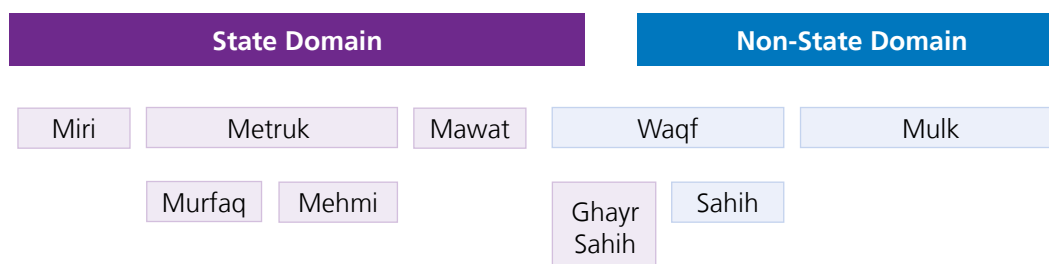 State Domain
Non-State Domain
Miri
Metruk
Mawat
Waqf
Mulk
Murfaq
Mehmi
Ghayr
Sahih
Sahih